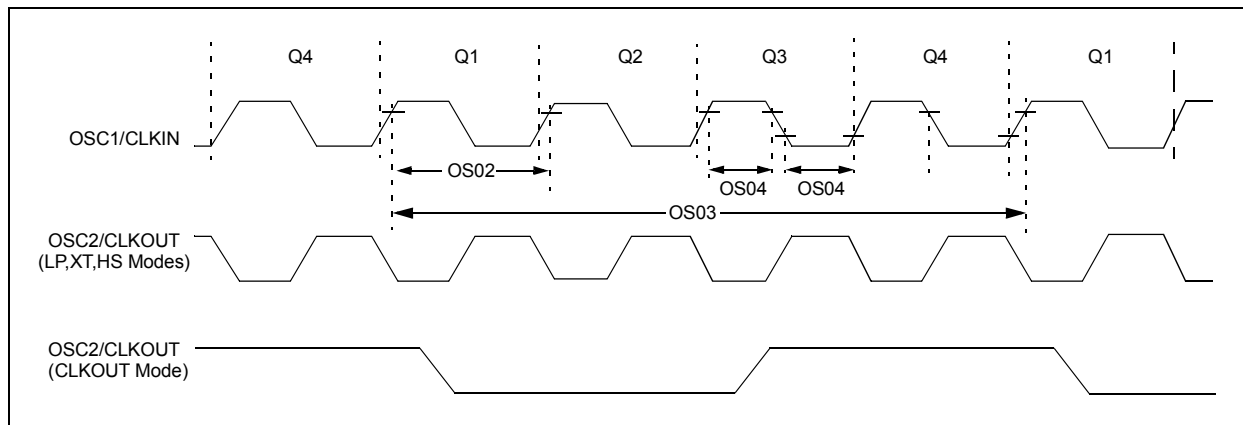 Q4 Q1 Q2 Q3 Q4 Q1
OSC1/CLKIN
OS02
OS04 OS04
OS03
OSC2/CLKOUT
(LP,XT,HS Modes)
OSC2/CLKOUT
(CLKOUT Mode)